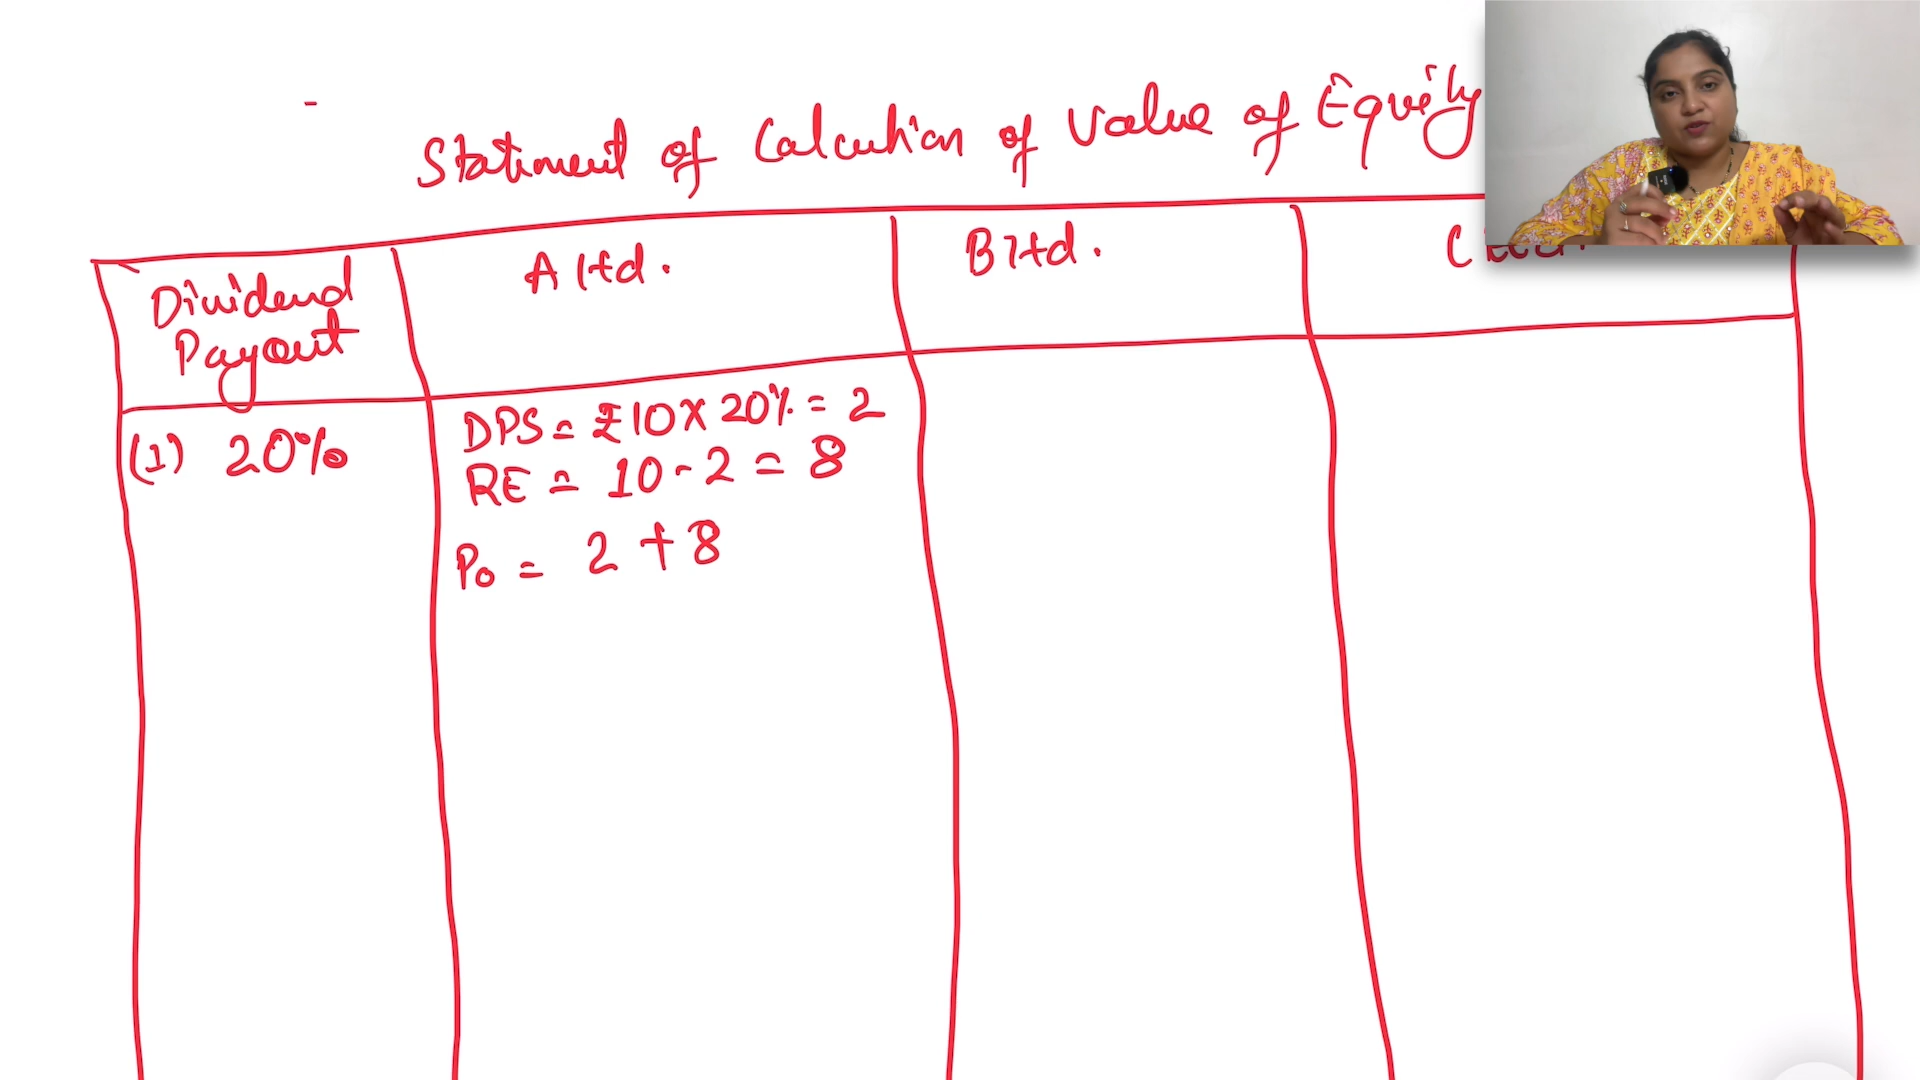 Statement of Calculation of Value of Equity
Dividend
Payout
A ltd.
B ltd.
C
(1) 20%
DPS = ₹10 X 20% = 2
RE = 10 - 2 = 8
P0 = 2 + 8